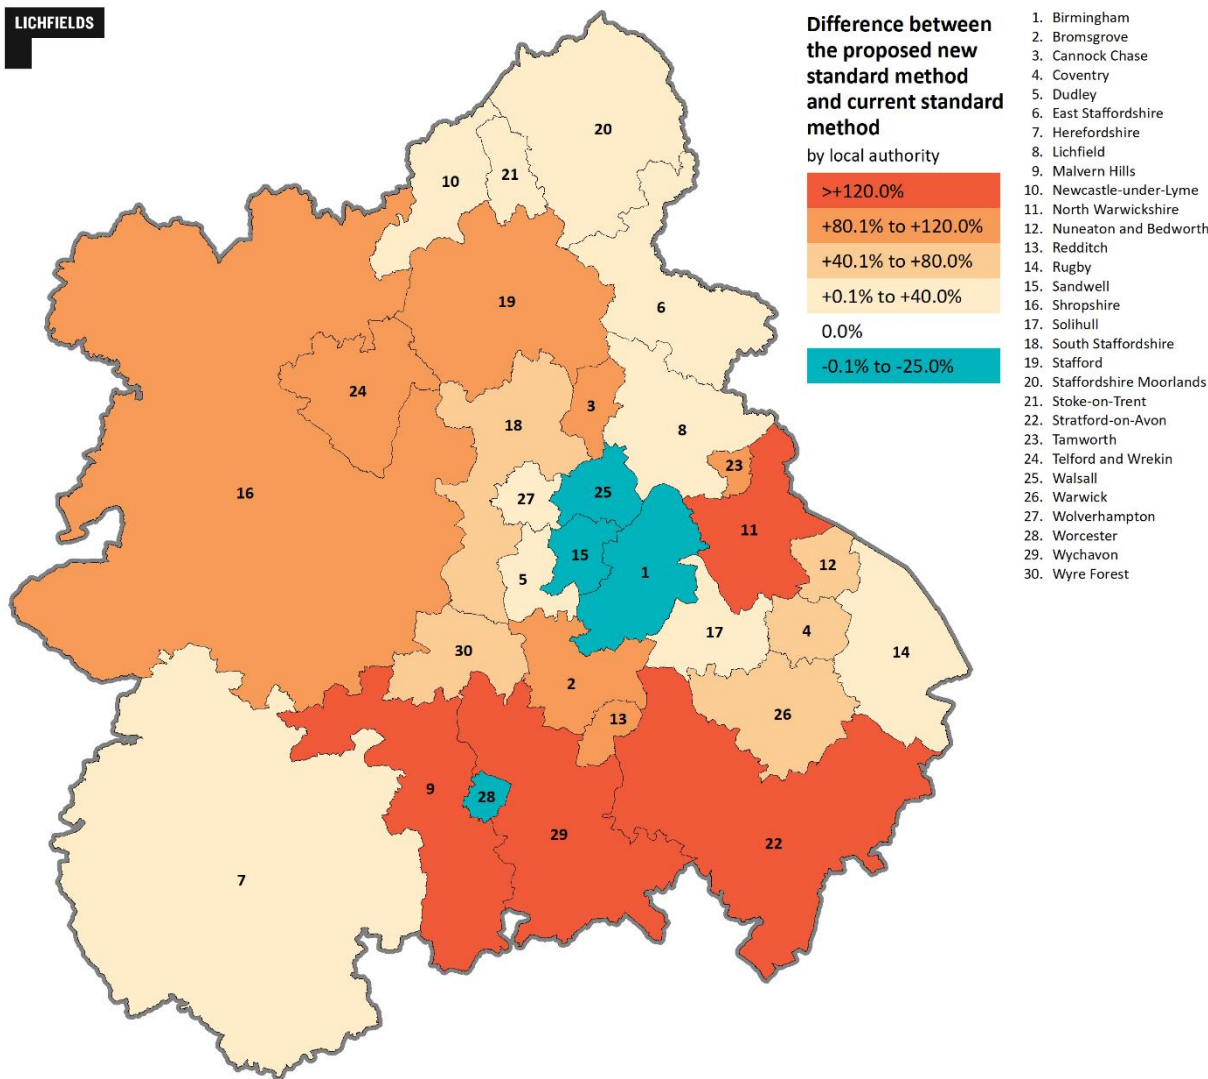 LICHFIELDS
Difference between
the proposed new
standard method
and current standard
method
by local authority
>+120.0%
+80.1% to +120.0%
+40.1% to +80.0%
+0.1% to +40.0%
0.0%
-0.1% to -25.0%
1. Birmingham
2. Bromsgrove
3. Cannock Chase
4. Coventry
5. Dudley
6. East Staffordshire
7. Herefordshire
8. Lichfield
9. Malvern Hills
10. Newcastle-under-Lyme
11. North Warwickshire
12. Nuneaton and Bedworth
13. Redditch
14. Rugby
15. Sandwell
16. Shropshire
17. Solihull
18. South Staffordshire
19. Stafford
20. Staffordshire Moorlands
21. Stoke-on-Trent
22. Stratford-on-Avon
23. Tamworth
24. Telford and Wrekin
25. Walsall
26. Warwick
27. Wolverhampton
28. Worcester
29. Wychavon
30. Wyre Forest
20
10
21
19
6
24
3
18
8
23
16
27
25
11
15
12
5
1
17
4
30
14
2
13
26
9
28
29
22
7